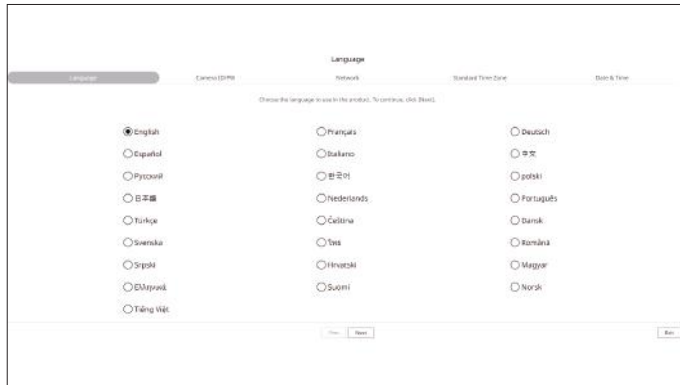 Language
Language Camera ID/PW Network Standard Time Zone Date & Time
Choose the language to use in the product. To continue, click [Next].
English Français Deutsch
Español Italiano 中文
Русский 한국어 polski
日本語 Nederlands Português
Türkçe Čeština Dansk
Svenska ไทย Română
Srpski Hrvatski Magyar
Ελληνικά Suomi Norsk
Tiếng Việt
Prev Next Exit